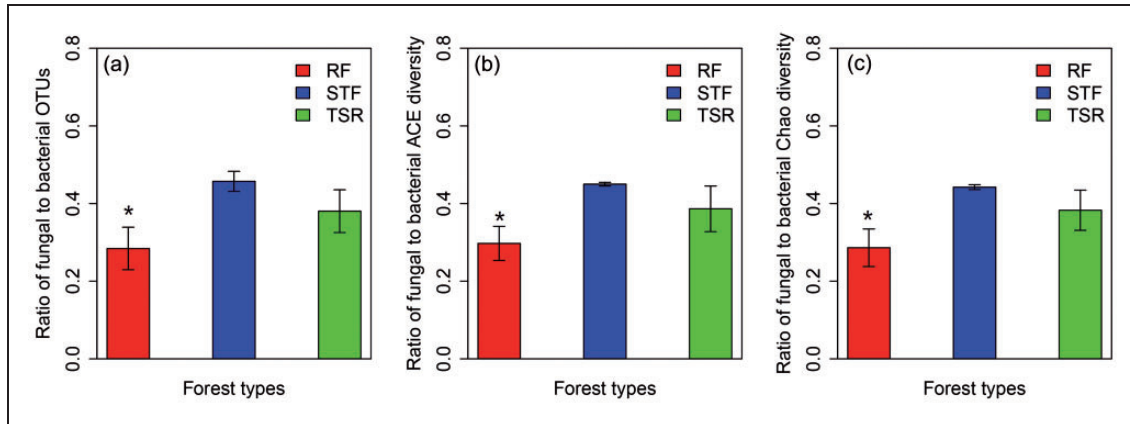 (a)
RF
STF
TSR
Ratio of fungal to bacterial OTUs
0.0
0.2
0.4
0.6
0.8
*
Forest types
(b)
RF
STF
TSR
Ratio of fungal to bacterial ACE diversity
0.0
0.2
0.4
0.6
0.8
*
Forest types
(c)
RF
STF
TSR
Ratio of fungal to bacterial Chao diversity
0.0
0.2
0.4
0.6
0.8
*
Forest types